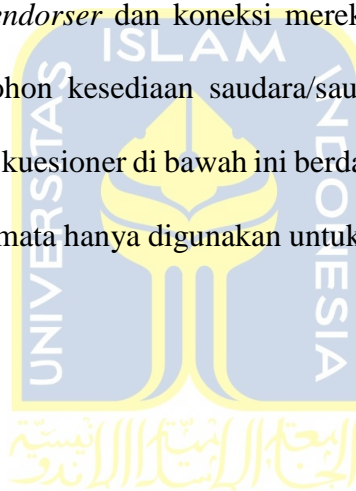 endorser dan koneksi merek
ISLAM
ohon kesediaan saudara/sau
UNIVERSITAS
INDONESIA
kuesioner di bawah ini berda
mata hanya digunakan untuk